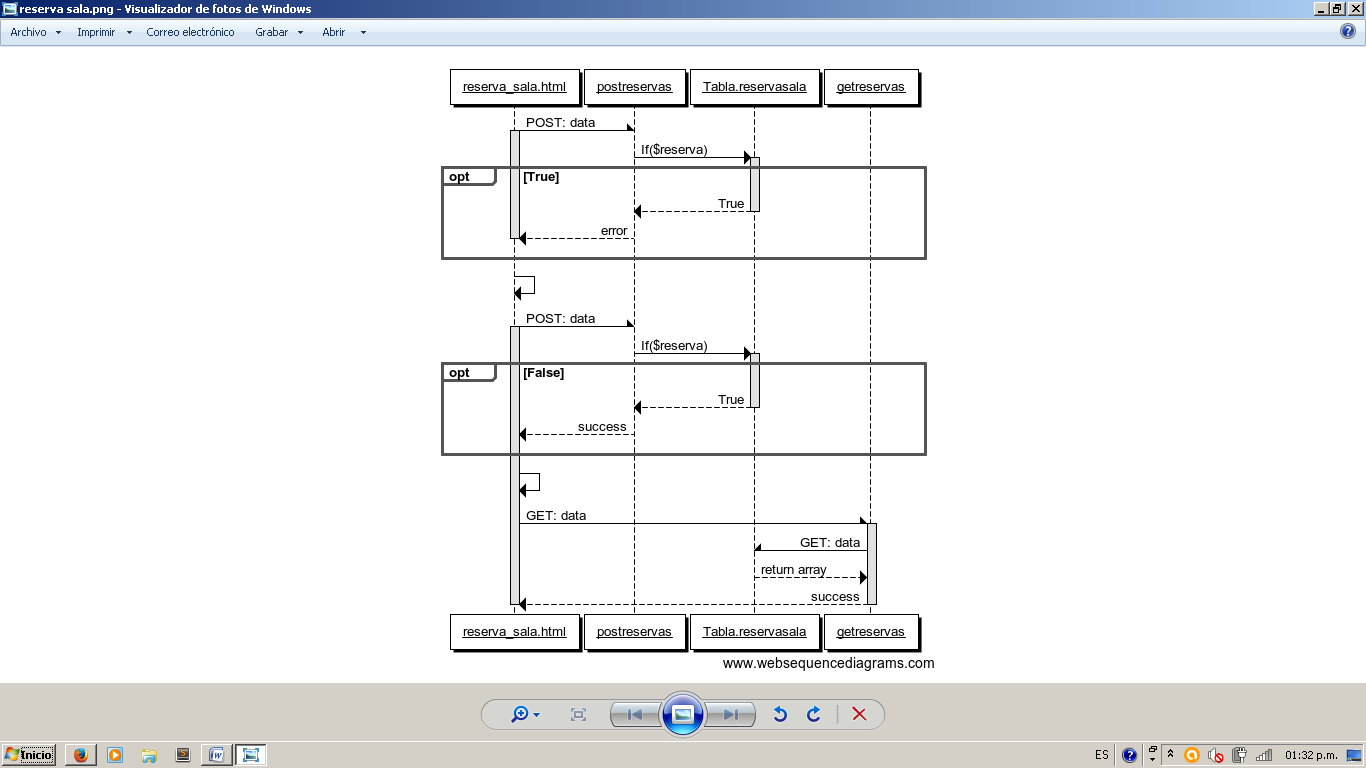 reserva sala.png - Visualizador de fotos de Windows
Archivo Imprimir Correo electrónico Grabar Abrir
reserva_sala.html postreservas Tabla.reservasala getreservas
POST: data
If($reserva)
opt [True]
True
error
POST: data
If($reserva)
opt [False]
True
success
GET: data
GET: data
return array
success
reserva_sala.html postreservas Tabla.reservasala getreservas
www.websequencediagrams.com
Inicio ES 01:32 p.m.